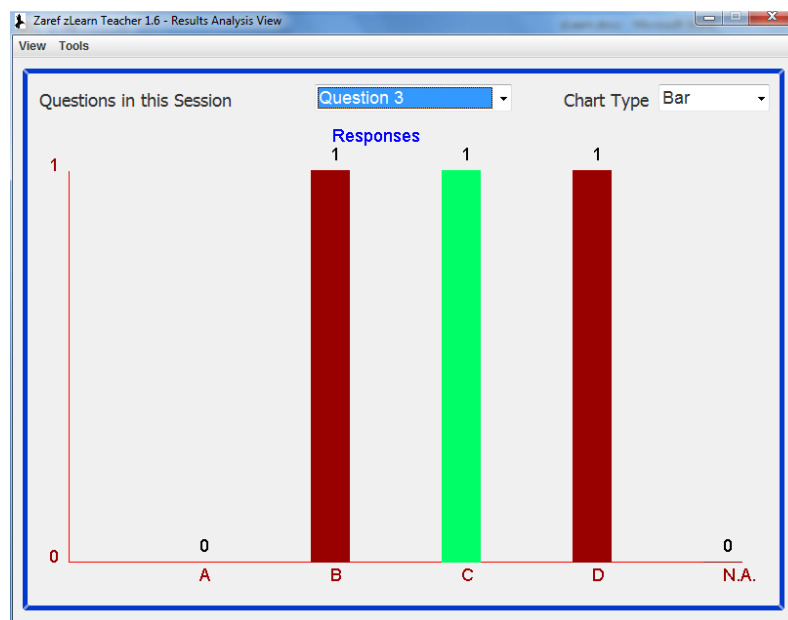 Zaref zLearn Teacher 1.6 - Results Analysis View
View Tools
Questions in this Session Question 3 Chart Type Bar
Responses
1 1 1
1
0 0
0
A B C D N.A.